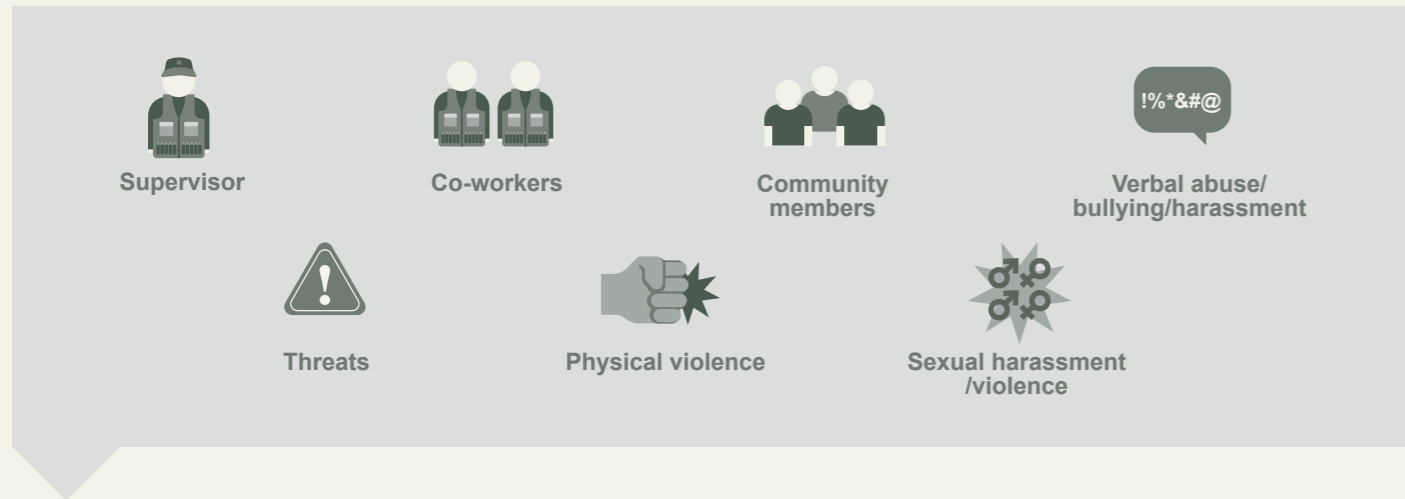 !%*&#@
Supervisor
Co-workers
Community
members
Verbal abuse/
bullying/harassment
Threats
Physical violence
Sexual harassment
/violence